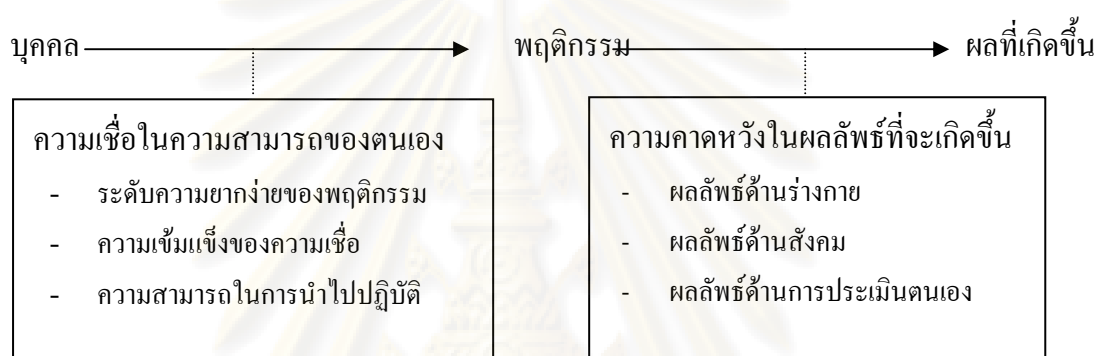 บุคคล พฤติกรรม ผลที่เกิดขึ้น
ความเชื่อในความสามารถของตนเอง
- ระดับความยากง่ายของพฤติกรรม
- ความเข้มแข็งของความเชื่อ
- ความสามารถในการนำไปปฏิบัติ
ความคาดหวังในผลลัพธ์ที่จะเกิดขึ้น
- ผลลัพธ์ด้านร่างกาย
- ผลลัพธ์ด้านสังคม
- ผลลัพธ์ด้านการประเมินตนเอง